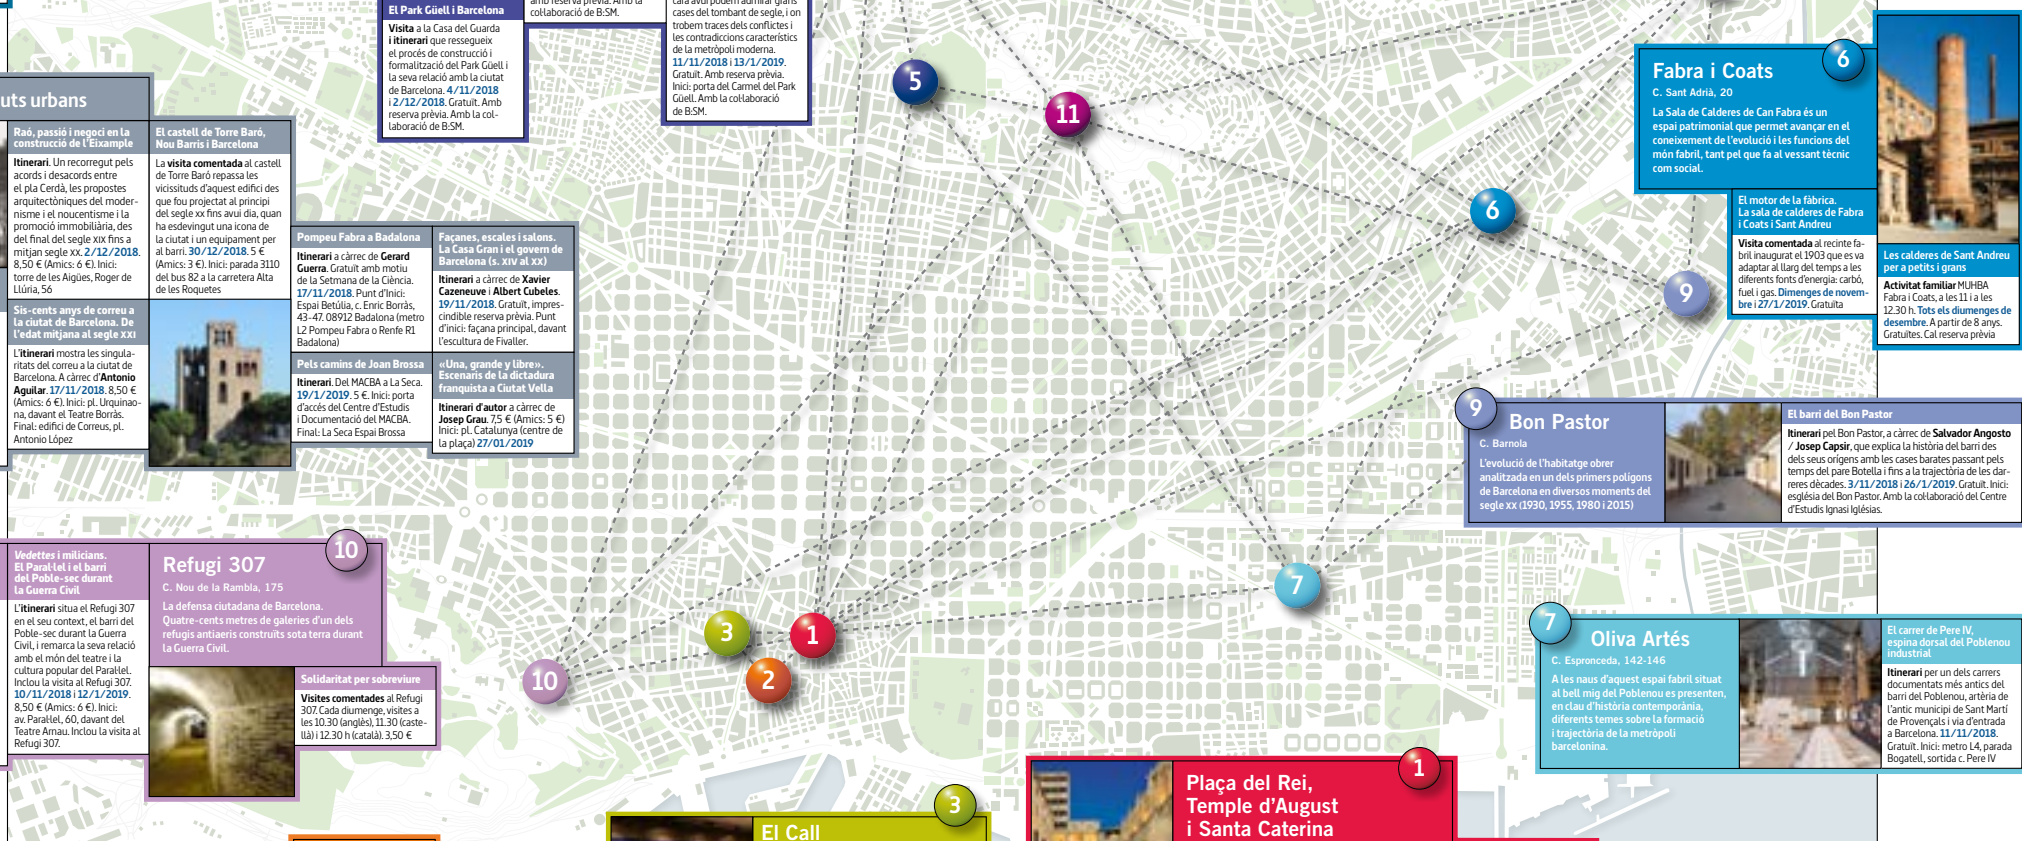 El Park Güell i Barcelona
Visita a la Casa del Guarda
i itinerari que ressegueix
el procés de construcció i
formalització del Park Güell i
la seva relació amb la ciutat
de Barcelona. 4/11/2018
i 2/12/2018. Gratuït. Amb
reserva prèvia. Amb la col-
laboració de B:SM.
amb reserva prèvia. Amb la
col·laboració de B:SM.
cara avui podem admirar grans
cases del tombant de segle, i on
trobem traces dels conflictes i
les contradiccions característics
de la metròpoli moderna.
11/11/2018 i 13/1/2019.
Gratuït. Amb reserva prèvia.
Inici: porta del Carmel del Park
Güell. Amb la col·laboració
de B:SM.
5
11
6
9
7
3
1
2
10
6
Fabra i Coats
C. Sant Adrià, 20
La Sala de Calderes de Can Fabra és un
espai patrimonial que permet avançar en el
coneixement de l'evolució i les funcions del
món fabril, tant pel que fa al vessant tècnic
com social.
El motor de la fàbrica.
La sala de calderes de Fabra
i Coats i Sant Andreu
Visita comentada al recinte fa-
bril inaugurat el 1903 que es va
adaptar al llarg del temps a les
diferents fonts d'energia: carbó,
fuel i gas. Dimenges de novem-
bre i 27/1/2019. Gratuïta
Les calderes de Sant Andreu
per a petits i grans
Activitat familiar MUHBA
Fabra i Coats, a les 11 i a les
12.30 h. Tots els diumenges de
desembre. A partir de 8 anys.
Gratuïtes. Cal reserva prèvia
uts urbans
Raó, passió i negoci en la
construcció de l'Eixample
Itinerari. Un recorregut pels
acords i desacords entre
el pla Cerdà, les propostes
arquitectòniques del moder-
nisme i el noucentisme i la
promoció immobiliària, des
del final del segle XIX fins a
mitjan segle XX. 2/12/2018.
8,50 € (Amics: 6 €). Inici:
torre de les Aigües, Roger de
Llúria, 56
El castell de Torre Baró,
Nou Barris i Barcelona
La visita comentada al castell
de Torre Baró repassa les
vicissituds d'aquest edifici des
que fou projectat al principi
del segle XX fins avui dia, quan
ha esdevingut una icona de
la ciutat i un equipament per
al barri. 30/12/2018. 5 €
(Amics: 3 €). Inici: parada 3110
del bus 82 a la carretera Alta
de les Roquetes
Sis-cents anys de correu a
la ciutat de Barcelona. De
l'edat mitjana al segle XXI
L'itinerari mostra les singula-
ritats del correu a la ciutat de
Barcelona. A càrrec d'Antonio
Aguilar. 17/11/2018. 8,50 €
(Amics: 6 €). Inici: pl. Urquinao-
na, davant el Teatre Borràs.
Final: edifici de Correus, pl.
Antonio López
Pompeu Fabra a Badalona
Itinerari a càrrec de Gerard
Guerra. Gratuït amb motiu
de la Setmana de la Ciència.
17/11/2018. Punt d'Inici:
Espai Betúlia, c. Enric Borràs,
43-47. 08912 Badalona (metro
L2 Pompeu Fabra o Renfe R1
Badalona)
Façanes, escales i salons.
La Casa Gran i el govern de
Barcelona (s. XIV al XX)
Itinerari a càrrec de Xavier
Cazeneuve i Albert Cubeles.
19/11/2018. Gratuït, impres-
cindible reserva prèvia. Punt
d'inici: façana principal, davant
l'escultura de Fivaller.
Pels camins de Joan Brossa
Itinerari. Del MACBA a La Seca.
19/1/2019. 5 €. Inici: porta
d'accés del Centre d'Estudis
i Documentació del MACBA.
Final: La Seca Espai Brossa
«Una, grande y libre».
Escenaris de la dictadura
franquista a Ciutat Vella
Itinerari d'autor a càrrec de
Josep Grau. 7,5 € (Amics: 5 €)
Inici: pl. Catalunya (centre de
la plaça) 27/01/2019
9
Bon Pastor
C. Barnola
L'evolució de l'habitatge obrer
analitzada en un dels primers polígons
de Barcelona en diversos moments del
segle XX (1930, 1955, 1980 i 2015)
El barri del Bon Pastor
Itinerari pel Bon Pastor, a càrrec de Salvador Angosto
/ Josep Capsir, que explica la història del barri des
dels seus orígens amb les cases barates passant pels
temps del pare Botella i fins a la trajectòria de les dar-
reres dècades. 3/11/2018 i 26/1/2019. Gratuït. Inici:
església del Bon Pastor. Amb la col·laboració del Centre
d'Estudis Ignasi Iglésias.
Vedettes i milicians.
El Paral·lel i el barri
del Poble-sec durant
la Guerra Civil
L'itinerari situa el Refugi 307
en el seu context, el barri del
Poble-sec durant la Guerra
Civil, i remarca la seva relació
amb el món del teatre i la
cultura popular del Paral·lel.
Inclou la visita al Refugi 307.
10/11/2018 i 12/1/2019.
8,50 € (Amics: 6 €). Inici:
av. Paral·lel, 60, davant del
Teatre Arnau. Inclou la visita al
Refugi 307.
10
Refugi 307
C. Nou de la Rambla, 175
La defensa ciutadana de Barcelona.
Quatre-cents metres de galeries d'un dels
refugis antiaeris construïts sota terra durant
la Guerra Civil.
Solidaritat per sobreviure
Visites comentades al Refugi
307. Cada diumenge, visites a
les 10.30 (anglès), 11.30 (caste-
llà) i 12.30 h (català). 3,50 €
7
Oliva Artés
C. Espronceda, 142-146
A les naus d'aquest espai fabril situat
al bell mig del Poblenou es presenten,
en clau d'història contemporània,
diferents temes sobre la formació
i trajectòria de la metròpoli
barcelonina.
El carrer de Pere IV,
espina dorsal del Poblenou
industrial
Itinerari per un dels carrers
documentats més antics del
barri del Poblenou, artèria de
l'antic municipi de Sant Martí
de Provençals i via d'entrada
a Barcelona. 11/11/2018.
Gratuït. Inici: metro L4, parada
Bogatell, sortida c. Pere IV
3
El Call
1
Plaça del Rei,
Temple d'August
i Santa Caterina